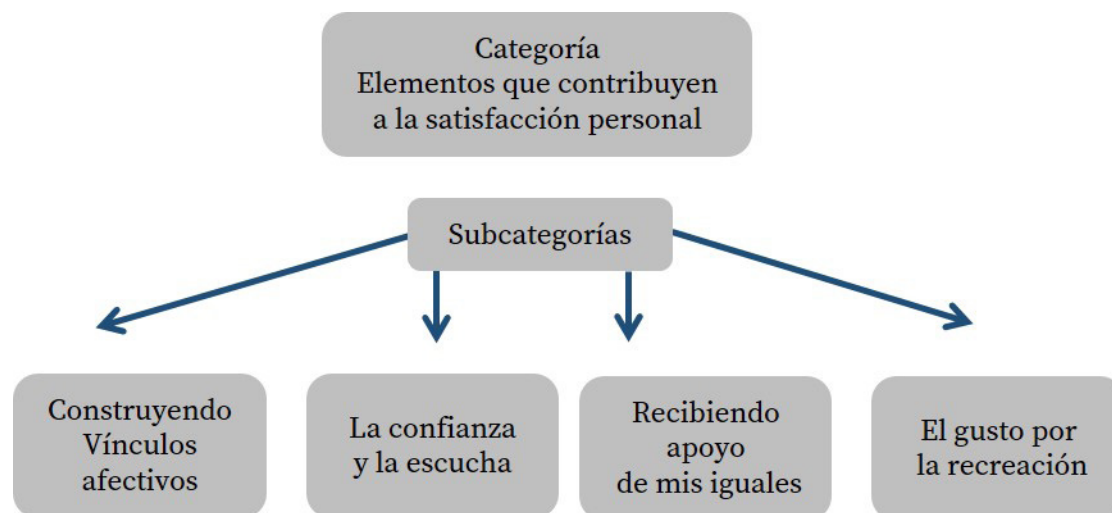 Categoría
Elementos que contribuyen
a la satisfacción personal
Subcategorías
Construyendo
Vínculos
afectivos
La confianza
y la escucha
Recibiendo
apoyo
de mis iguales
El gusto por
la recreación